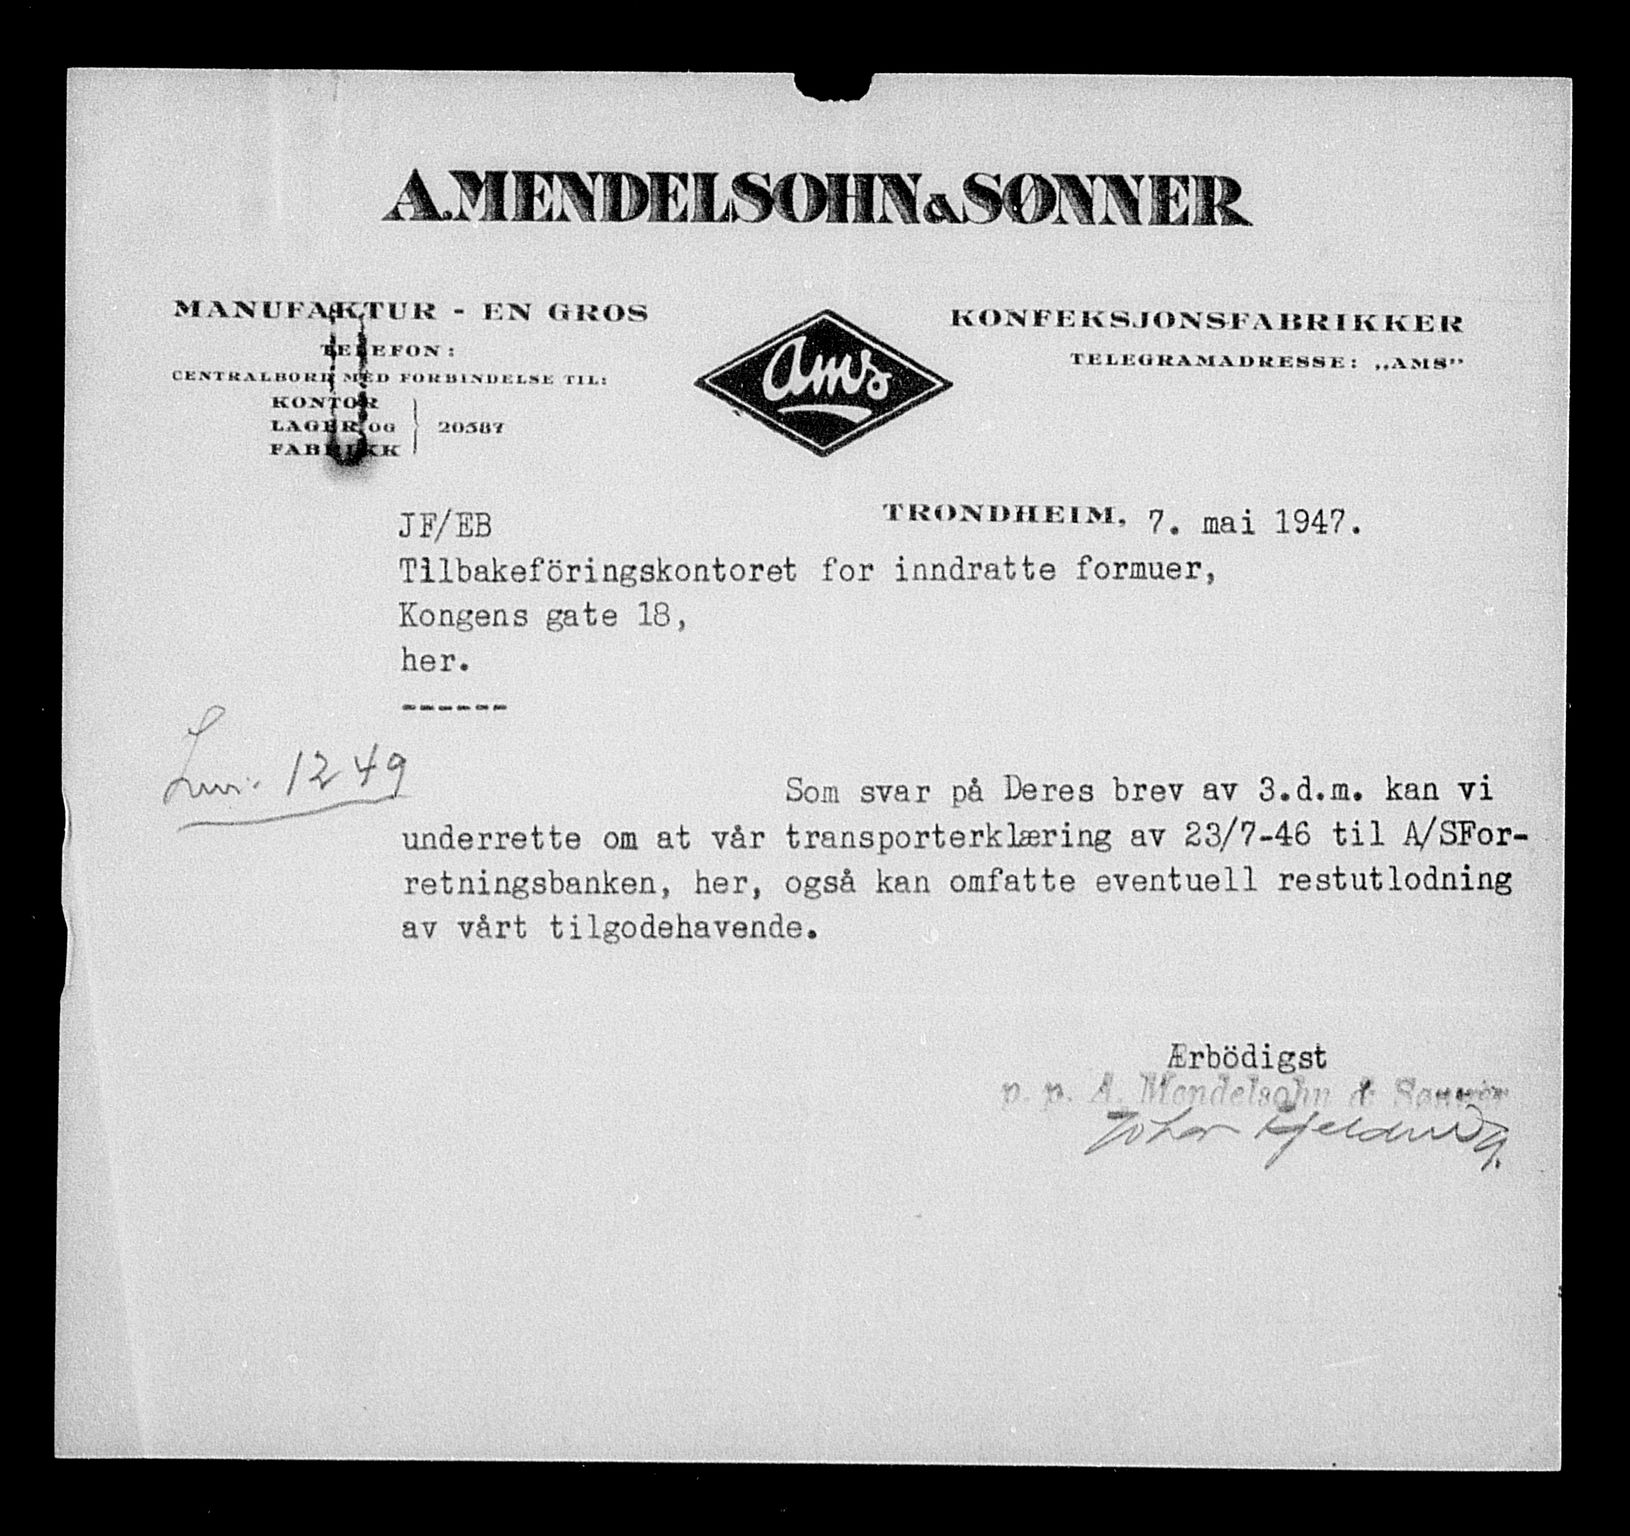 A. MENDELSOHN & SØNNER
MANUFAKTUR - EN GROS
TELEFON:
CENTRALBORD MED FORBINDELSE TIL:
KONTOR
LAGER OG } 20587
FABRIKK
Ams
KONFEKSJONSFABRIKKER
TELEGRAMADRESSE: „AMS”
JF/EB
TRONDHEIM, 7. mai 1947.
Tilbakeföringskontoret for inndratte formuer,
Kongens gate 18,
her.
------
1249
Som svar på Deres brev av 3.d.m. kan vi
underrette om at vår transporterklæring av 23/7-46 til A/SFor-
retningsbanken, her, også kan omfatte eventuell restutlodning
av vårt tilgodehavende.
Ærbödigst
p. p. A. Mendelsohn & Sønner
Johan